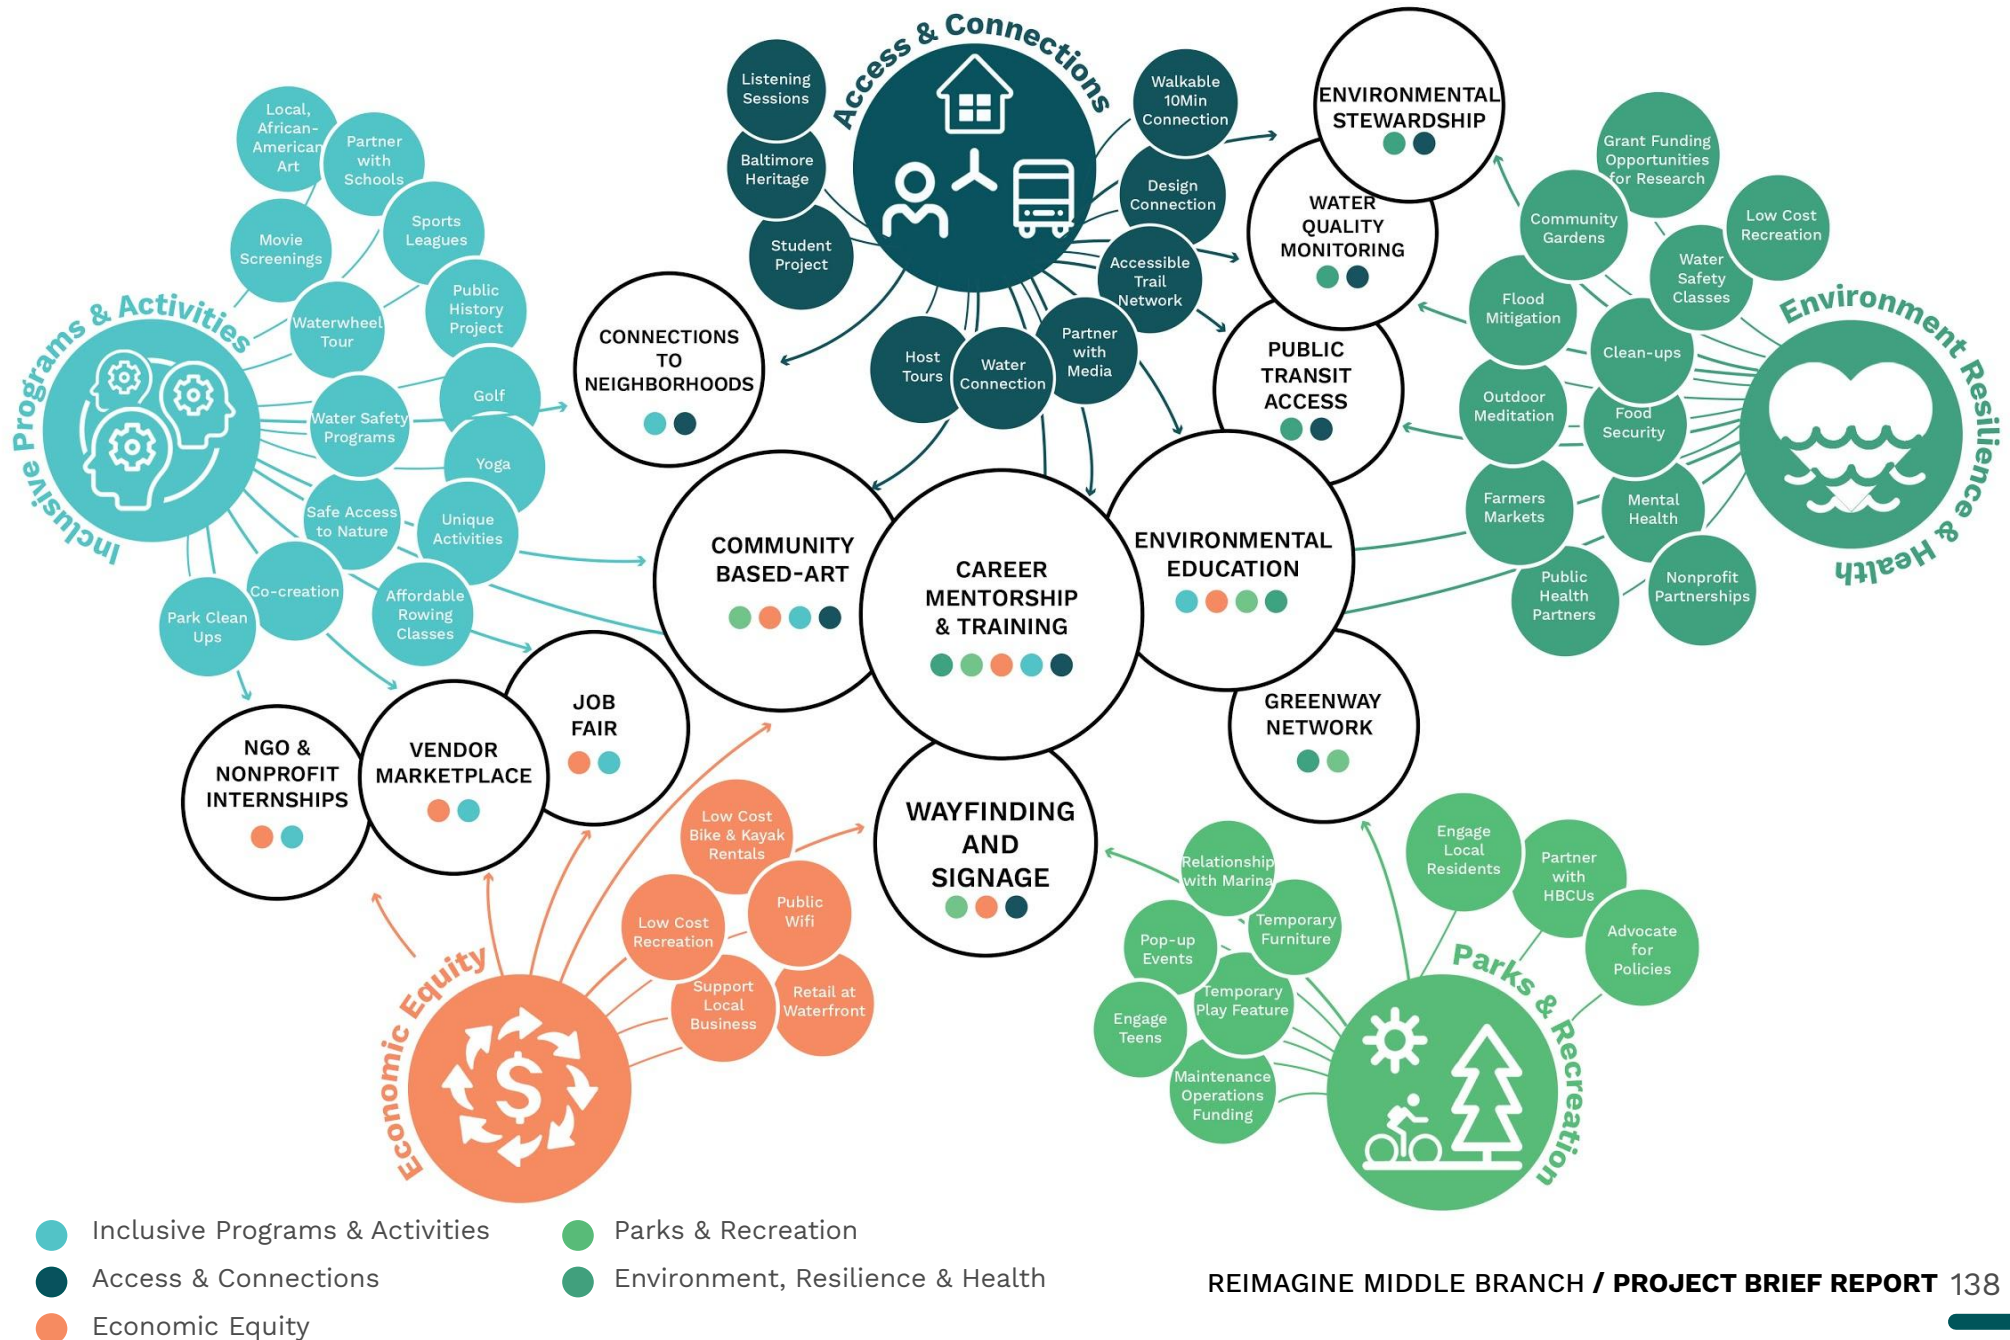 Access & Connections
Listening
Sessions
Baltimore
Heritage
Student
Project
Walkable
10Min
Connection
Design
Connection
Accessible
Trail
Network
Partner
with
Media
Water
Connection
Host
Tours
Inclusive Programs & Activities
Local,
African-
American
Art
Partner
with
Schools
Movie
Screenings
Sports
Leagues
Waterwheel
Tour
Public
History
Project
Golf
Water Safety
Programs
Yoga
Safe Access
to Nature
Unique
Activities
Co-creation
Affordable
Rowing
Classes
Park Clean
Ups
ENVIRONMENTAL
STEWARDSHIP
WATER
QUALITY
MONITORING
PUBLIC
TRANSIT
ACCESS
CONNECTIONS
TO
NEIGHBORHOODS
COMMUNITY
BASED-ART
CAREER
MENTORSHIP
& TRAINING
ENVIRONMENTAL
EDUCATION
GREENWAY
NETWORK
JOB
FAIR
VENDOR
MARKETPLACE
NGO &
NONPROFIT
INTERNSHIPS
WAYFINDING
AND
SIGNAGE
Environment Resilience & Health
Grant Funding
Opportunities
for Research
Community
Gardens
Low Cost
Recreation
Water
Safety
Classes
Flood
Mitigation
Clean-ups
Outdoor
Meditation
Food
Security
Farmers
Markets
Mental
Health
Public
Health
Partners
Nonprofit
Partnerships
Economic Equity
$
Low Cost
Bike & Kayak
Rentals
Low Cost
Recreation
Public
Wifi
Support
Local
Business
Retail at
Waterfront
Parks & Recreation
Relationship
with Marina
Temporary
Furniture
Pop-up
Events
Temporary
Play Feature
Engage
Teens
Maintenance
Operations
Funding
Engage
Local
Residents
Partner
with
HBCUs
Advocate
for
Policies
Inclusive Programs & Activities
Access & Connections
Economic Equity
Parks & Recreation
Environment, Resilience & Health
REIMAGINE MIDDLE BRANCH / PROJECT BRIEF REPORT 138